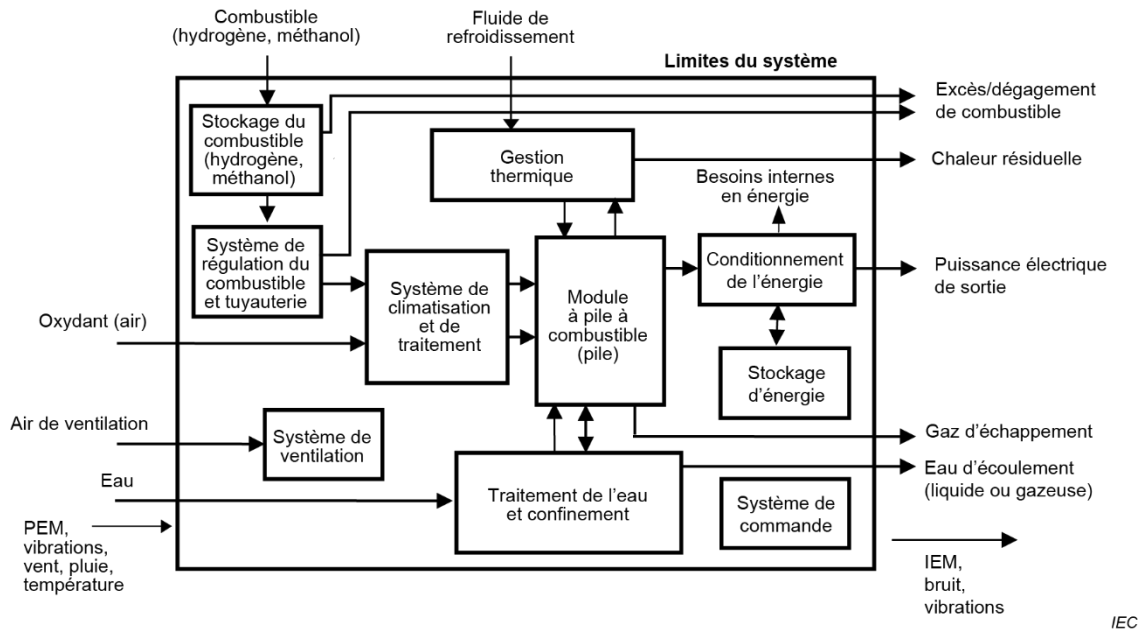 Combustible
(hydrogène, méthanol)
Fluide de
refroidissement
Limites du système
Stockage du
combustible
(hydrogène,
méthanol)
Excès/dégagement
de combustible
Gestion
thermique
Chaleur résiduelle
Besoins internes
en énergie
Système de
régulation du
combustible
et tuyauterie
Système de
climatisation
et de
traitement
Module
à pile à
combustible
(pile)
Conditionnement
de l’énergie
Puissance électrique
de sortie
Oxydant (air)
Stockage
d’énergie
Air de ventilation
Système de
ventilation
Gaz d’échappement
Eau
Traitement de l’eau
et confinement
Système de
commande
Eau d’écoulement
(liquide ou gazeuse)
PEM,
vibrations,
vent, pluie,
température
IEM,
bruit,
vibrations
IEC